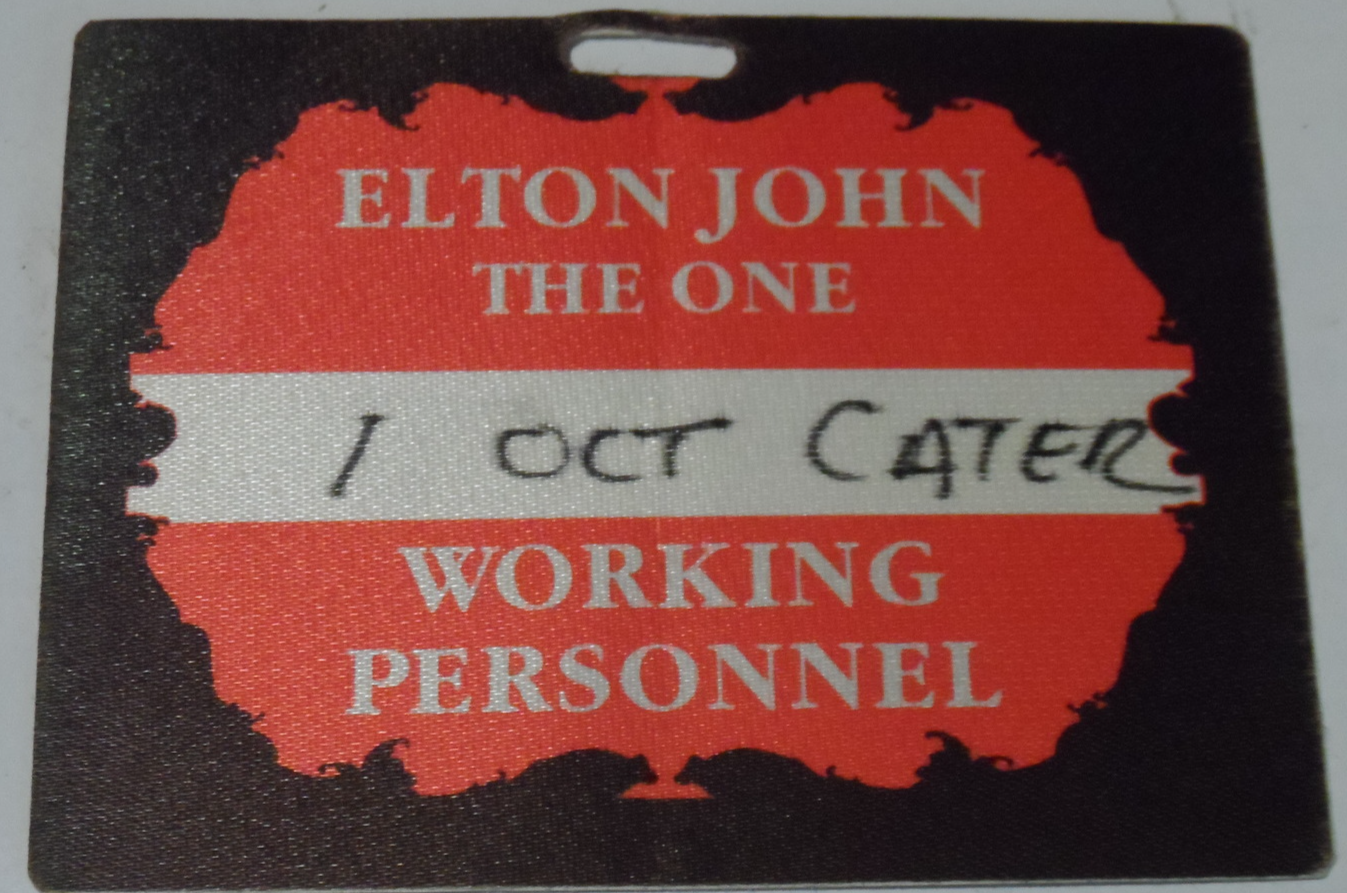 ELTON JOHN
THE ONE
1 OCT CATER
WORKING
PERSONNEL